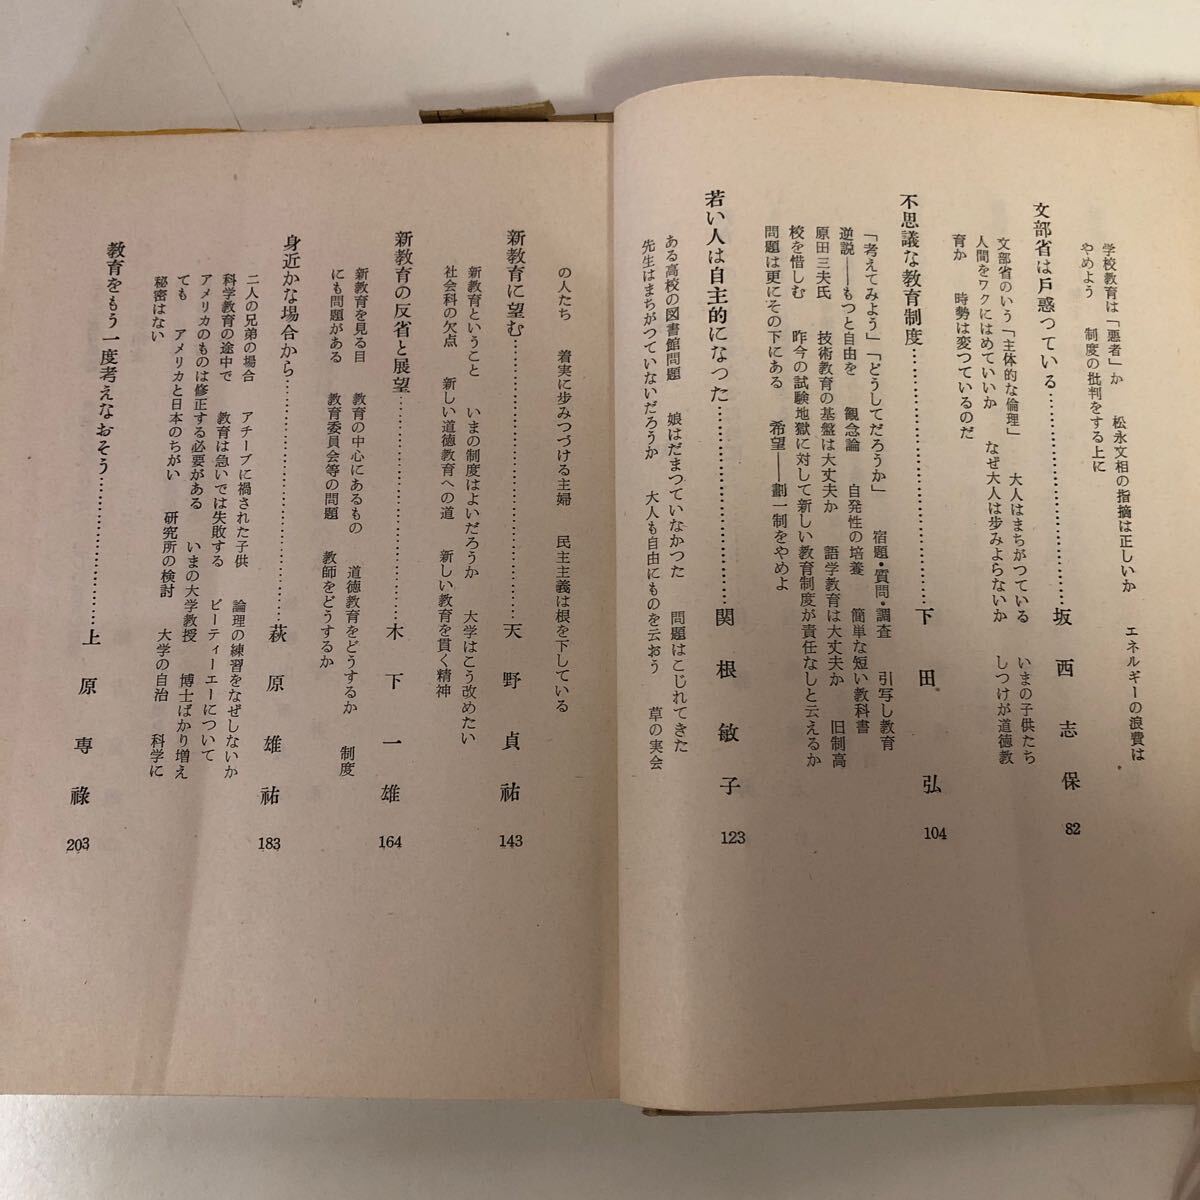 学校教育は「悪者」か　松永文相の指摘は正しいか　エネルギーの浪費は
やめよう　制度の批判をする上に
文部省は戸惑つている…………坂西志保　82
文部省のいう「主体的な倫理」　大人はまちがつている　いまの子供たち
人間をワクにはめていいか　なぜ大人は歩みよらないか　しつけが道徳教
育か　時勢は変つているのだ
不思議な教育制度…………下田　弘　104
「考えてみよう」「どうしてだろうか」　宿題・質問・調査　引写し教育
逆説――もつと自由を　観念論　自発性の培養　簡単な短い教科書
原田三夫氏　技術教育の基盤は大丈夫か　語学教育は大丈夫か　旧制高
校を惜しむ　昨今の試験地獄に対して新しい教育制度が責任なしと云えるか
問題は更にその下にある　希望――劃一制をやめよ
若い人は自主的になつた…………関根敏子　123
ある高校の図書館問題　娘はだまつていなかつた　問題はこじれてきた
先生はまちがつていないだろうか　大人も自由にものを云おう　草の実会
の人たち　着実に歩みつづける主婦　民主主義は根を下している
新教育に望む…………天野貞祐　143
新教育ということ　いまの制度はよいだろうか　大学はこう改めたい
社会科の欠点　新しい道徳教育への道　新しい教育を貫く精神
新教育の反省と展望…………木下一雄　164
新教育を見る目　教育の中心にあるもの　道徳教育をどうするか　制度
にも問題がある　教育委員会等の問題　教師をどうするか
身近かな場合から…………萩原雄祐　183
二人の兄弟の場合　アチーブに禍された子供　論理の練習をなぜしないか
科学教育の途中で　教育は急いでは失敗する　ピーティーエーについて
アメリカのものは修正する必要がある　いまの大学教授　博士ばかり増え
ても　アメリカと日本のちがい　研究所の検討　大学の自治　科学に
秘密はない
教育をもう一度考えなおそう…………上原専祿　203